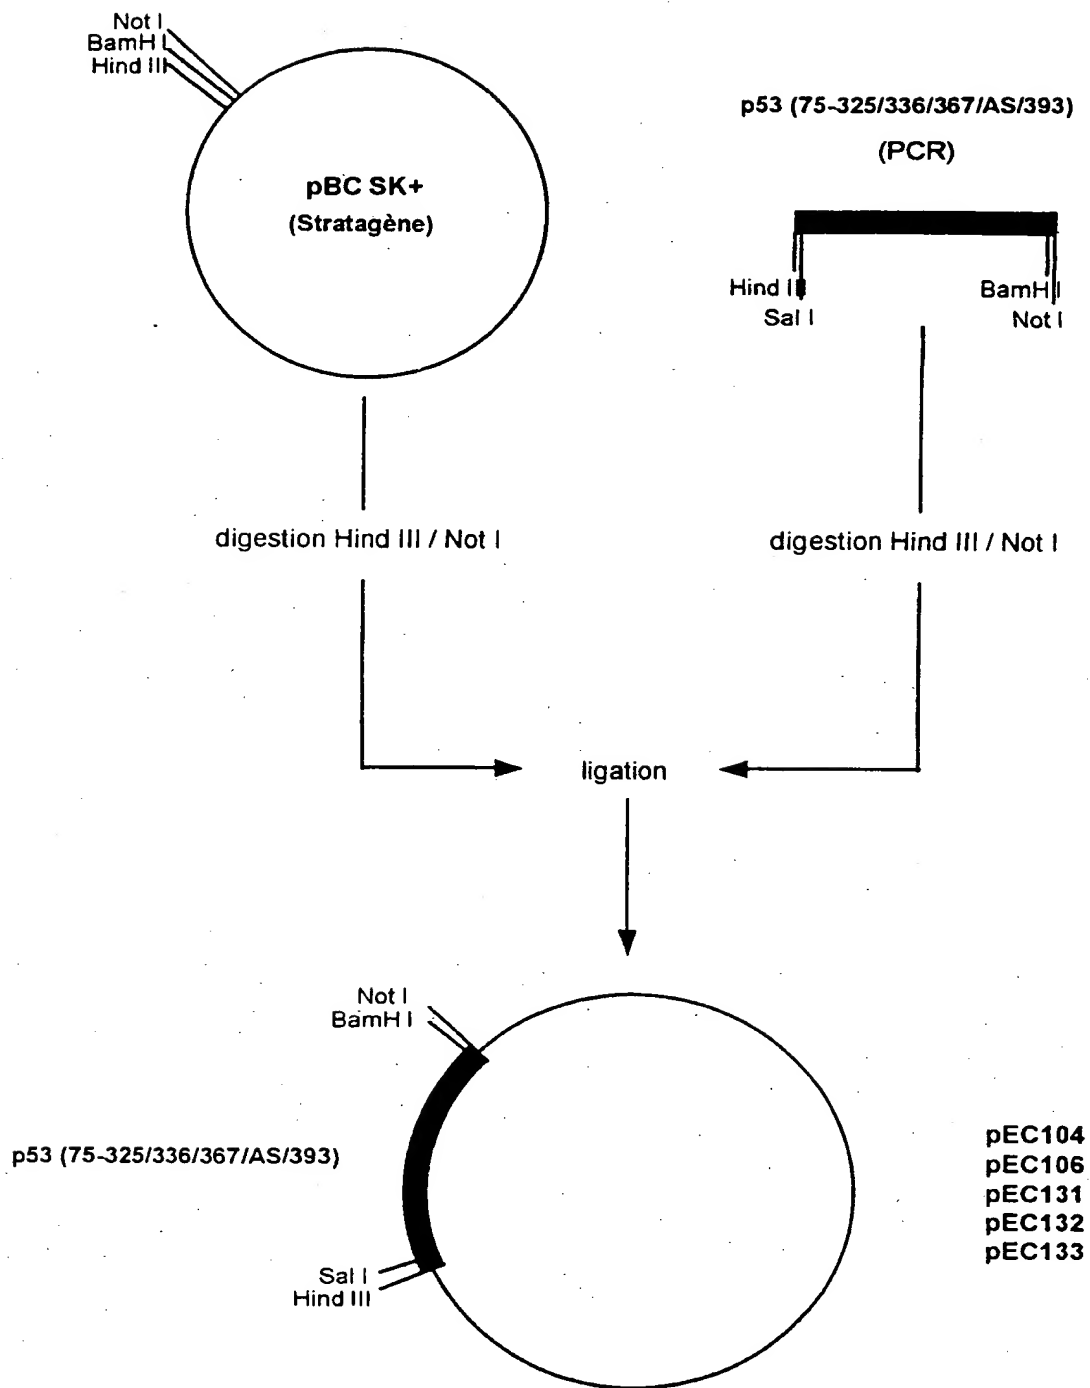 Not I
BamH I
Hind III
pBC SK+
(Stratagène)
p53 (75-325/336/367/AS/393)
(PCR)
Hind III
Sal I
BamH I
Not I
digestion Hind III / Not I
digestion Hind III / Not I
ligation
Not I
BamH I
p53 (75-325/336/367/AS/393)
Sal I
Hind III
pEC104
pEC106
pEC131
pEC132
pEC133